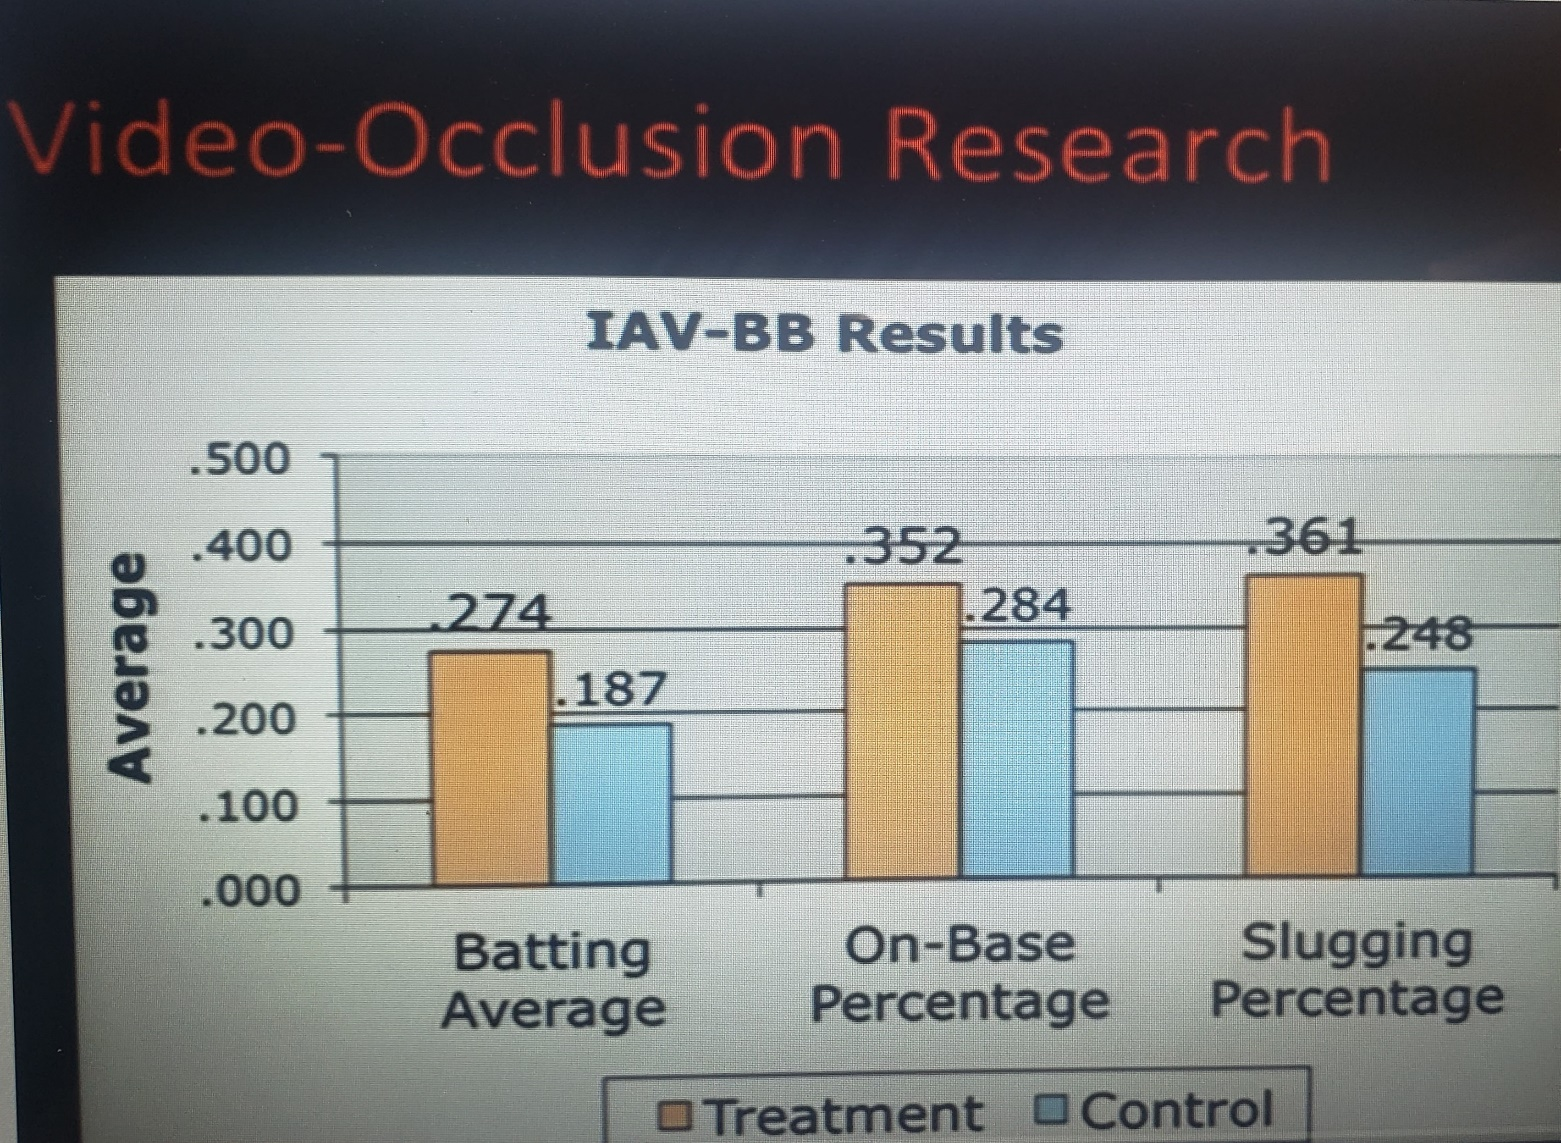 Video-Occlusion Research
IAV-BB Results
Average
.500
.400
.300
.200
.100
.000
.274
.187
.352
.284
.361
.248
Batting
Average
On-Base
Percentage
Slugging
Percentage
Treatment
Control